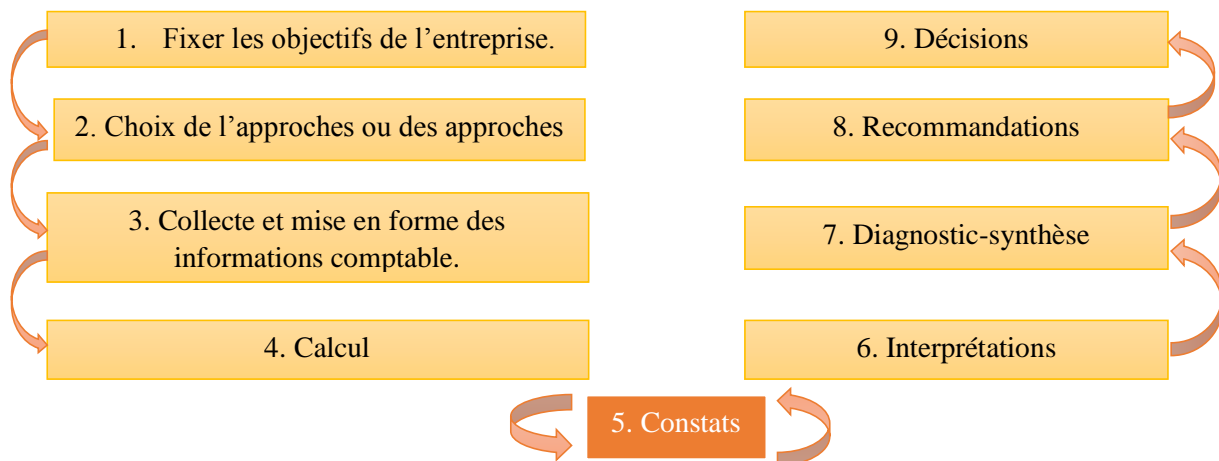 1. Fixer les objectifs de l’entreprise.
2. Choix de l’approches ou des approches
3. Collecte et mise en forme des
informations comptable.
4. Calcul
5. Constats
6. Interprétations
7. Diagnostic-synthèse
8. Recommandations
9. Décisions